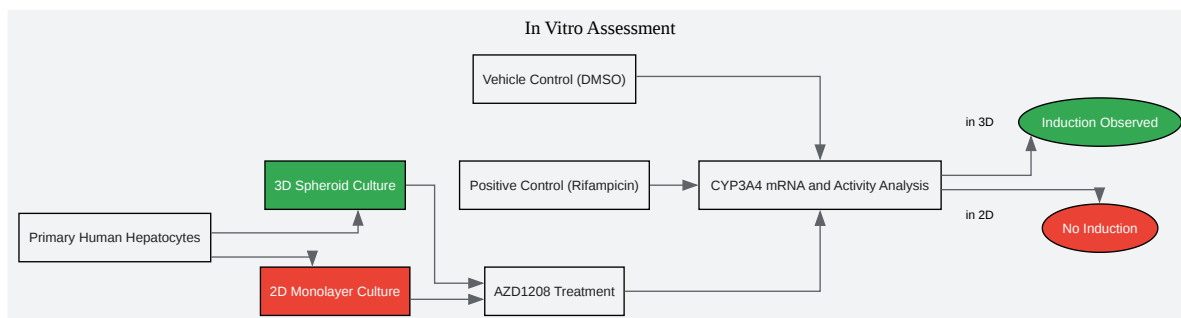 In Vitro Assessment
Vehicle Control (DMSO)
in 3D
Induction Observed
3D Spheroid Culture
Positive Control (Rifampicin)
CYP3A4 mRNA and Activity Analysis
in 2D
No Induction
Primary Human Hepatocytes
2D Monolayer Culture
AZD1208 Treatment